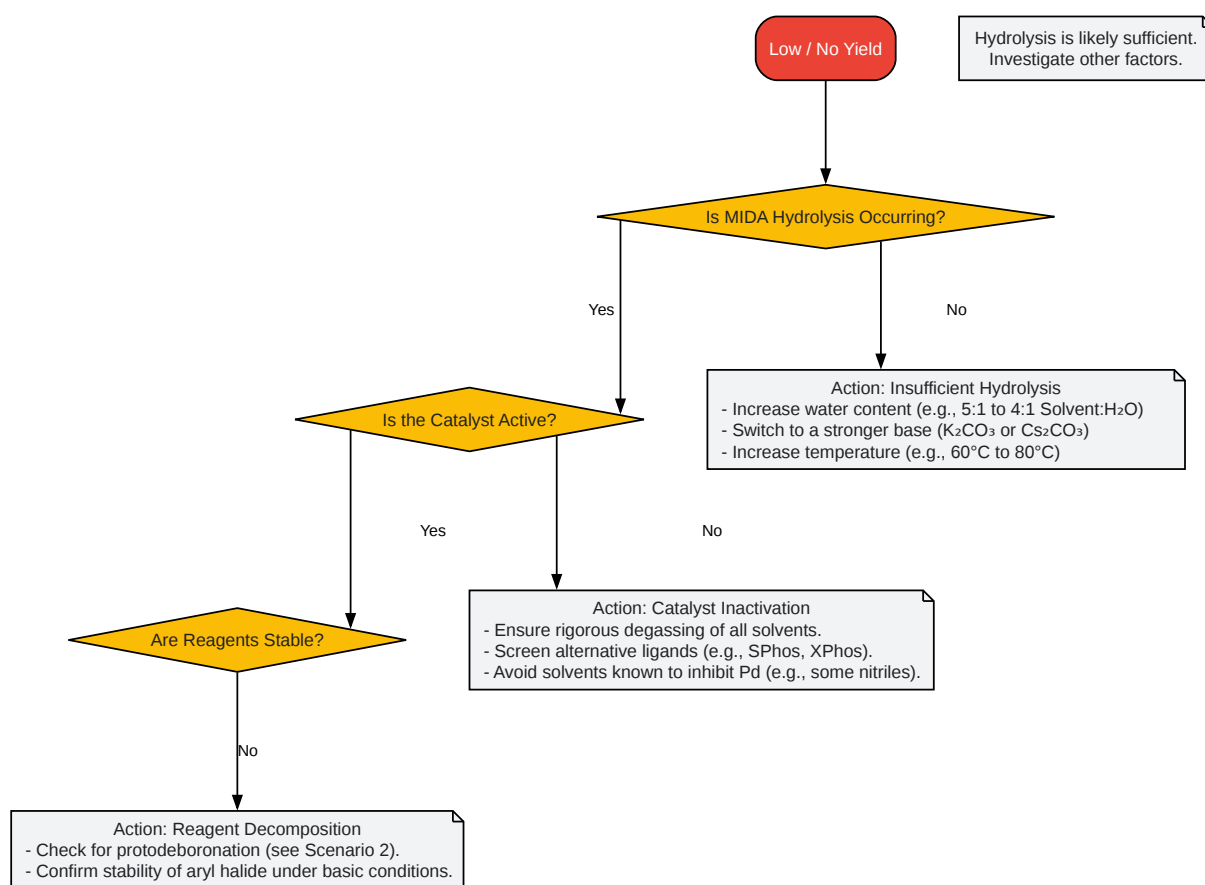 Low / No Yield
Hydrolysis is likely sufficient.
Investigate other factors.
Is MIDA Hydrolysis Occurring?
Yes
No
Action: Insufficient Hydrolysis
- Increase water content (e.g., 5:1 to 4:1 Solvent:H₂O)
- Switch to a stronger base (K₂CO₃ or Cs₂CO₃)
- Increase temperature (e.g., 60°C to 80°C)
Is the Catalyst Active?
Yes
No
Action: Catalyst Inactivation
- Ensure rigorous degassing of all solvents.
- Screen alternative ligands (e.g., SPhos, XPhos).
- Avoid solvents known to inhibit Pd (e.g., some nitriles).
Are Reagents Stable?
No
Action: Reagent Decomposition
- Check for protodeboronation (see Scenario 2).
- Confirm stability of aryl halide under basic conditions.